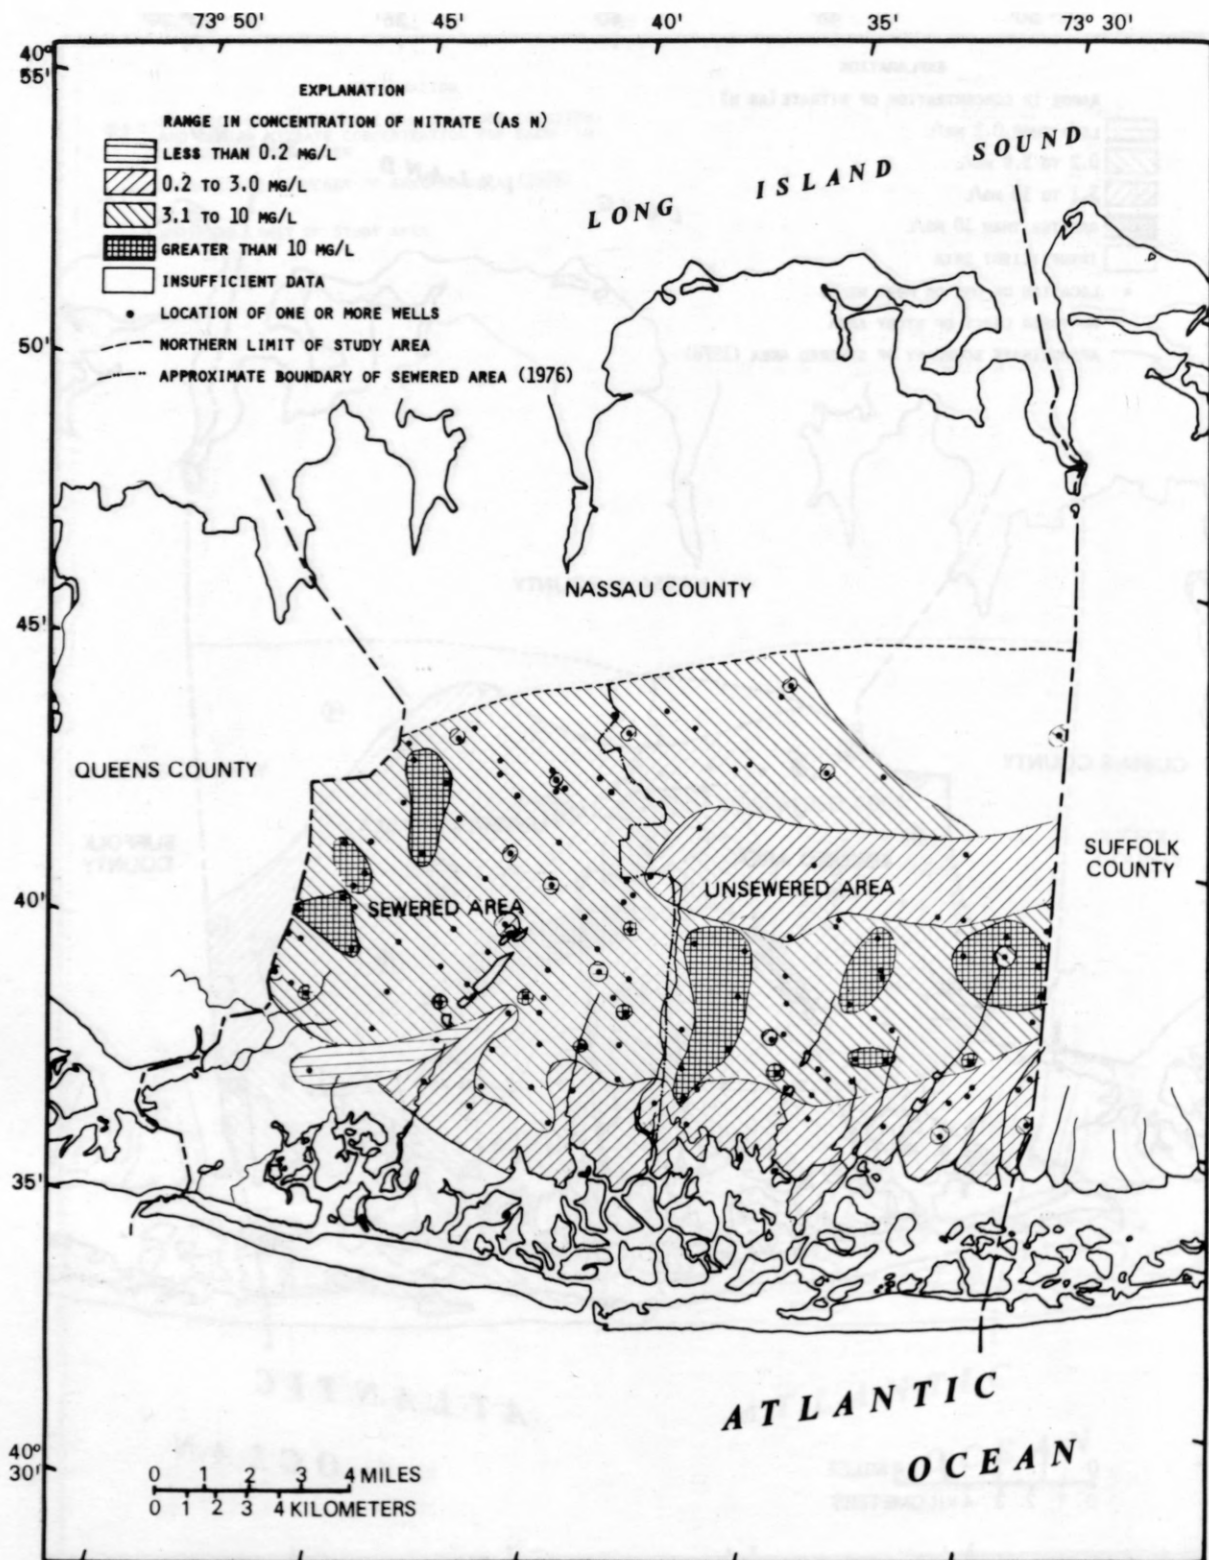 73° 50' 45' 40' 35' 73° 30'
40°
55'
50'
45'
40'
35'
40°
30'
EXPLANATION
RANGE IN CONCENTRATION OF NITRATE (AS N)
LESS THAN 0.2 MG/L
0.2 TO 3.0 MG/L
3.1 TO 10 MG/L
GREATER THAN 10 MG/L
INSUFFICIENT DATA
LOCATION OF ONE OR MORE WELLS
NORTHERN LIMIT OF STUDY AREA
APPROXIMATE BOUNDARY OF SEWERED AREA (1976)
LONG ISLAND SOUND
NASSAU COUNTY
QUEENS COUNTY
SUFFOLK
COUNTY
SEWERED AREA
UNSEWERED AREA
ATLANTIC
OCEAN
0 1 2 3 4 MILES
0 1 2 3 4 KILOMETERS